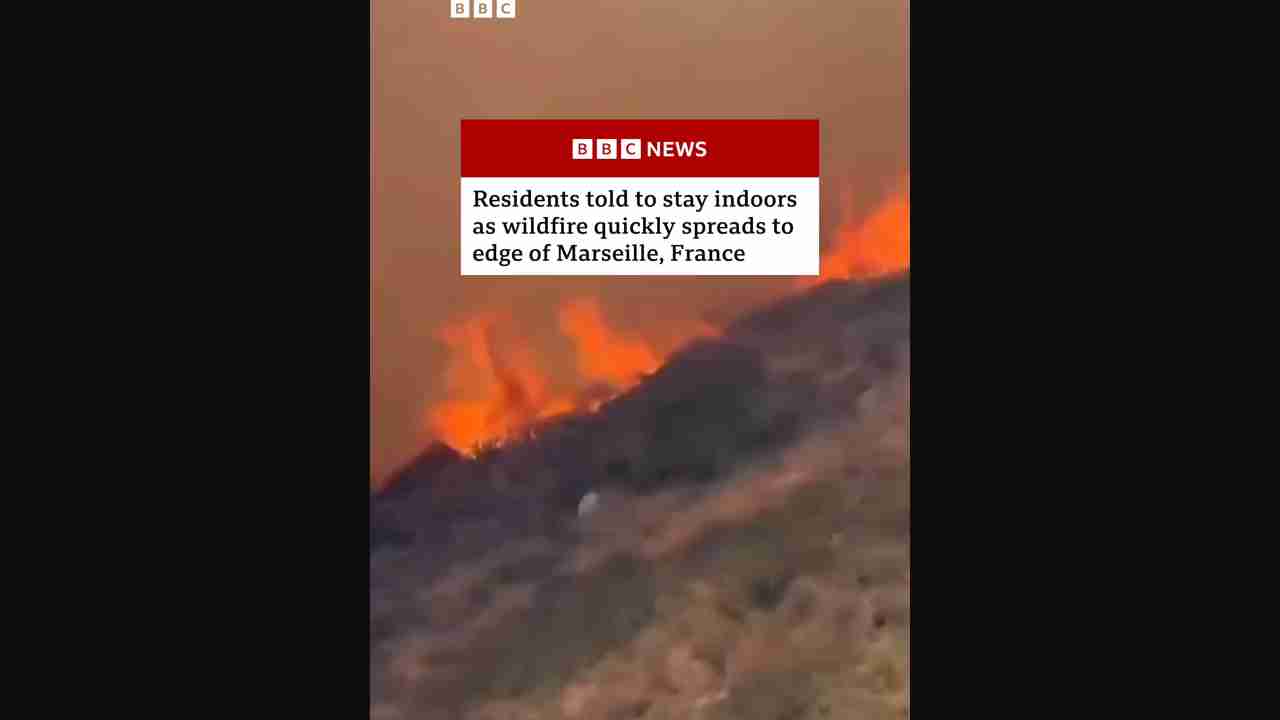 BBC
BBC NEWS
Residents told to stay indoors
as wildfire quickly spreads to
edge of Marseille, France